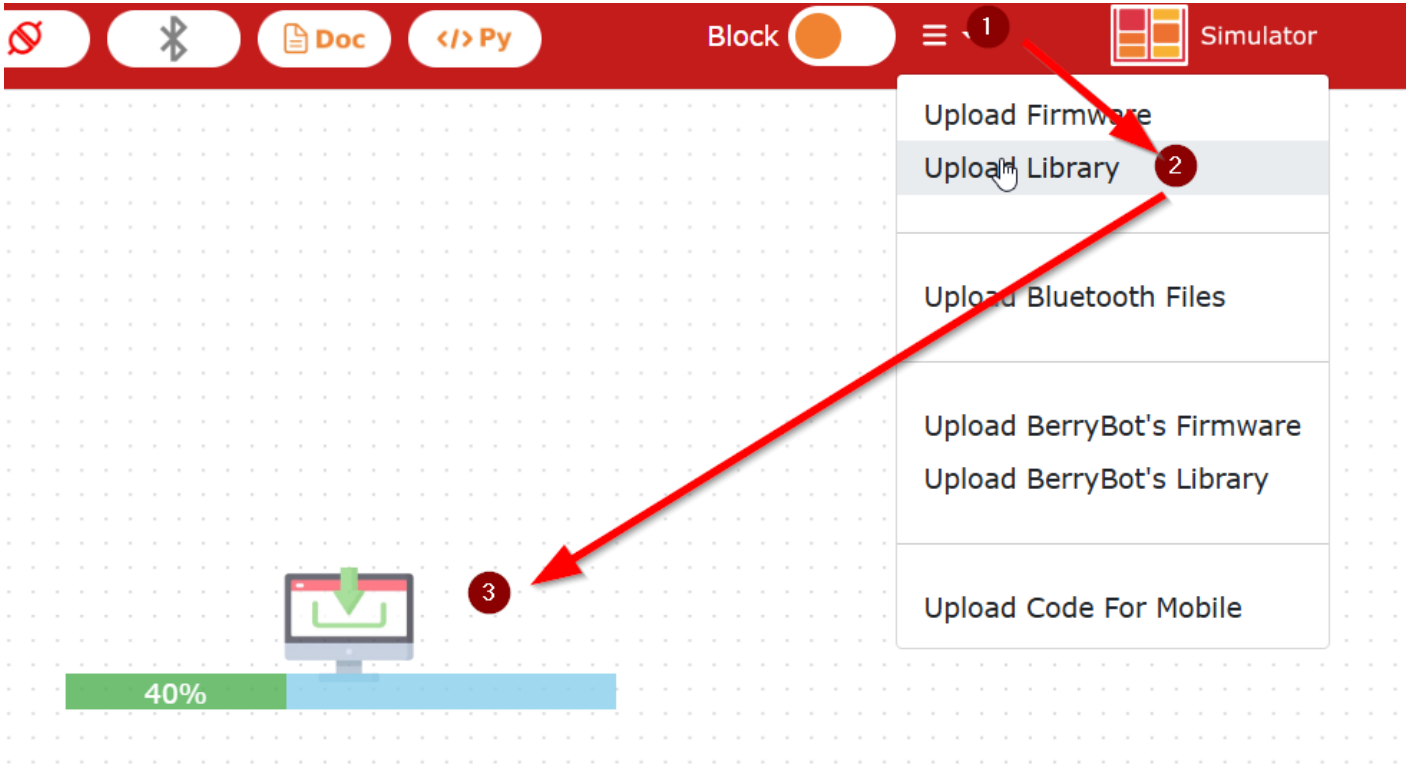 Doc
</> Py
Block
1
Simulator
Upload Firmware
Upload Library
2
Upload Bluetooth Files
Upload BerryBot's Firmware
Upload BerryBot's Library
3
Upload Code For Mobile
40%